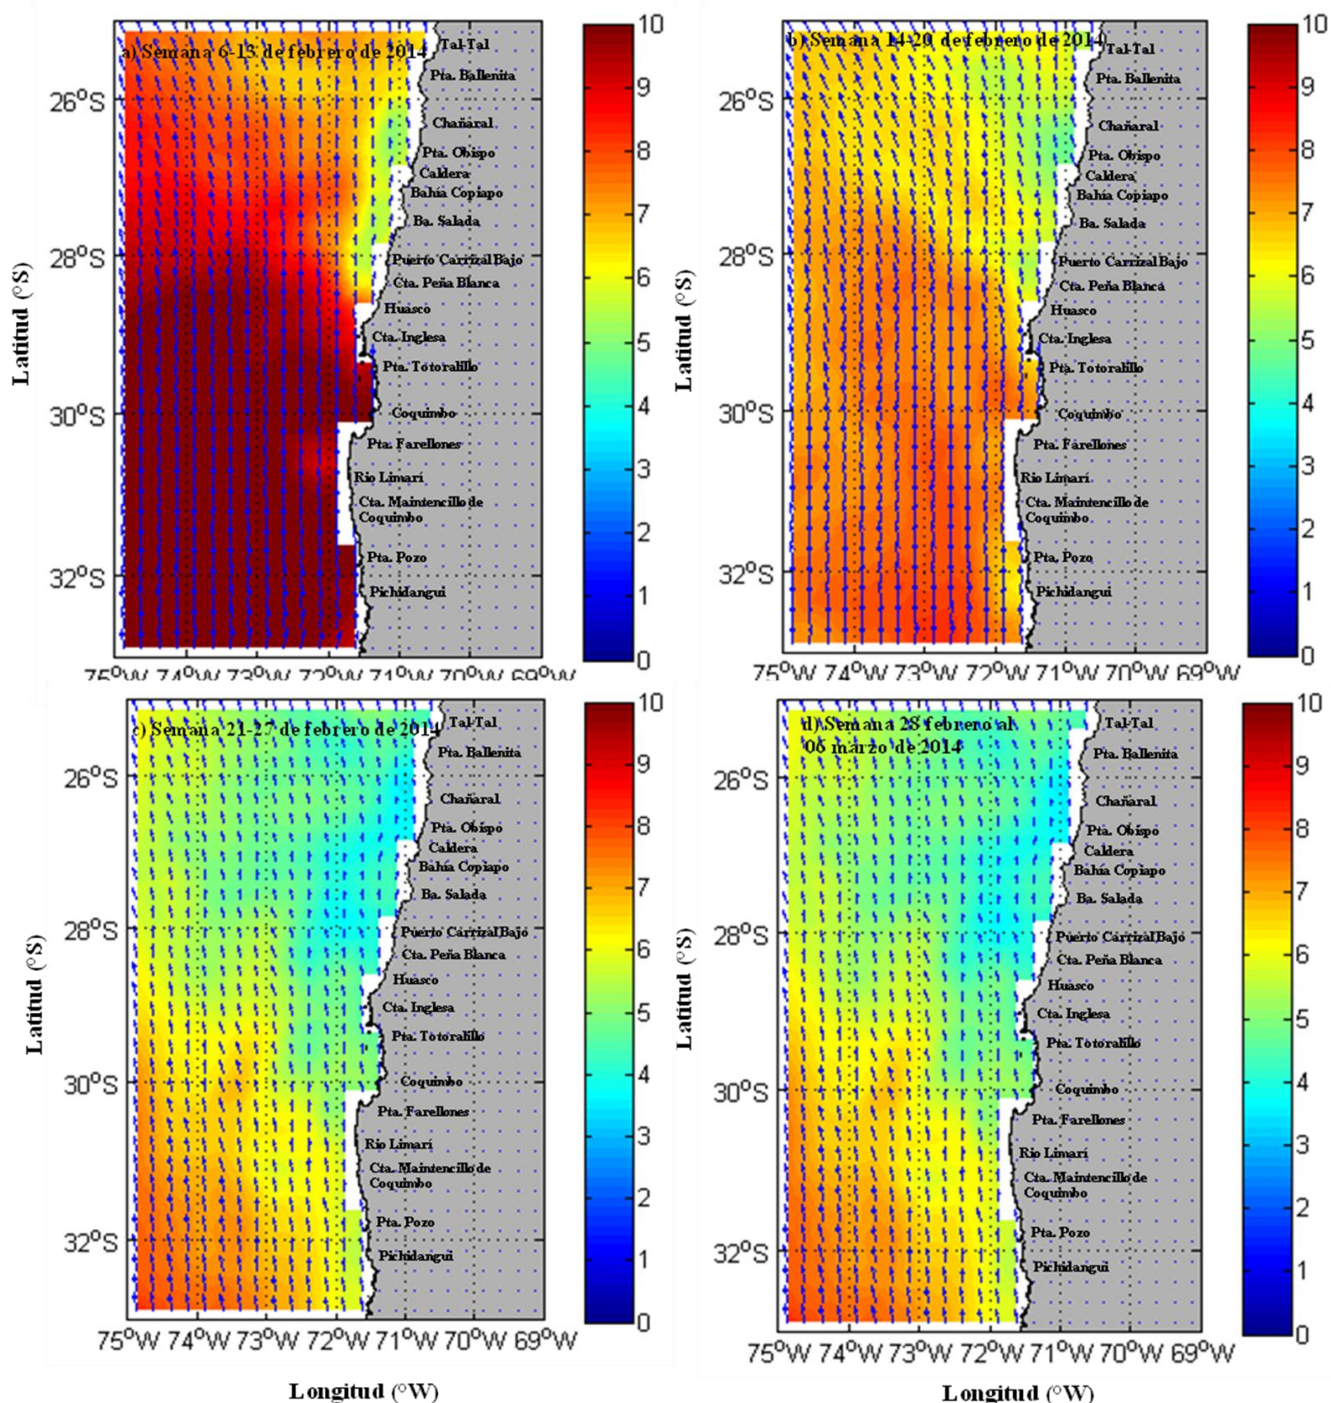 a) Semana 6-13 de febrero de 2014
Tal-Tal
Pta. Ballenita
Chañaral
Pta. Obispo
Caldera
Bahía Copiapo
Ba. Salada
Puerto Carrizal Bajo
Cta. Peña Blanca
Huasco
Cta. Inglesa
Pta. Totoralillo
Coquimbo
Pta. Farellones
Rio Limarí
Cta. Maintencillo de
Coquimbo
Pta. Pozo
Pichidangui
26°S
28°S
30°S
32°S
Latitud (°S)
75°W 74°W 73°W 72°W 71°W 70°W 69°W
10
9
8
7
6
5
4
3
2
1
0
b) Semana 14-20 de febrero de 2014
Tal-Tal
Pta. Ballenita
Chañaral
Pta. Obispo
Caldera
Bahía Copiapo
Ba. Salada
Puerto Carrizal Bajo
Cta. Peña Blanca
Huasco
Cta. Inglesa
Pta. Totoralillo
Coquimbo
Pta. Farellones
Rio Limarí
Cta. Maintencillo de
Coquimbo
Pta. Pozo
Pichidangui
26°S
28°S
30°S
32°S
Latitud (°S)
75°W 74°W 73°W 72°W 71°W 70°W 69°W
10
9
8
7
6
5
4
3
2
1
0
c) Semana 21-27 de febrero de 2014
Tal-Tal
Pta. Ballenita
Chañaral
Pta. Obispo
Caldera
Bahía Copiapo
Ba. Salada
Puerto Carrizal Bajo
Cta. Peña Blanca
Huasco
Cta. Inglesa
Pta. Totoralillo
Coquimbo
Pta. Farellones
Rio Limarí
Cta. Maintencillo de
Coquimbo
Pta. Pozo
Pichidangui
26°S
28°S
30°S
32°S
Latitud (°S)
75°W 74°W 73°W 72°W 71°W 70°W 69°W
Longitud (°W)
10
9
8
7
6
5
4
3
2
1
0
d) Semana 28 febrero al
06 marzo de 2014
Tal-Tal
Pta. Ballenita
Chañaral
Pta. Obispo
Caldera
Bahía Copiapo
Ba. Salada
Puerto Carrizal Bajo
Cta. Peña Blanca
Huasco
Cta. Inglesa
Pta. Totoralillo
Coquimbo
Pta. Farellones
Rio Limarí
Cta. Maintencillo de
Coquimbo
Pta. Pozo
Pichidangui
26°S
28°S
30°S
32°S
Latitud (°S)
75°W 74°W 73°W 72°W 71°W 70°W 69°W
Longitud (°W)
10
9
8
7
6
5
4
3
2
1
0